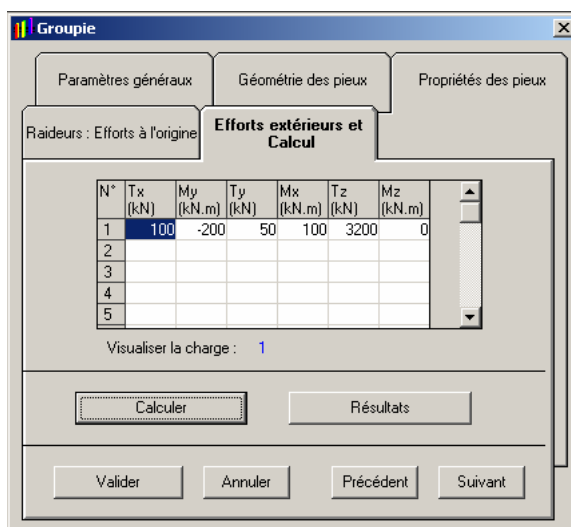 Groupie
Paramètres généraux Géométrie des pieux Propriétés des pieux
Raideurs : Efforts à l'origine Efforts extérieurs et
Calcul
N° Tx My Ty Mx Tz Mz
(kN) (kN.m) (kN) (kN.m) (kN) (kN.m)
1 100 -200 50 100 3200 0
2
3
4
5
Visualiser la charge : 1
Calculer Résultats
Valider Annuler Précédent Suivant